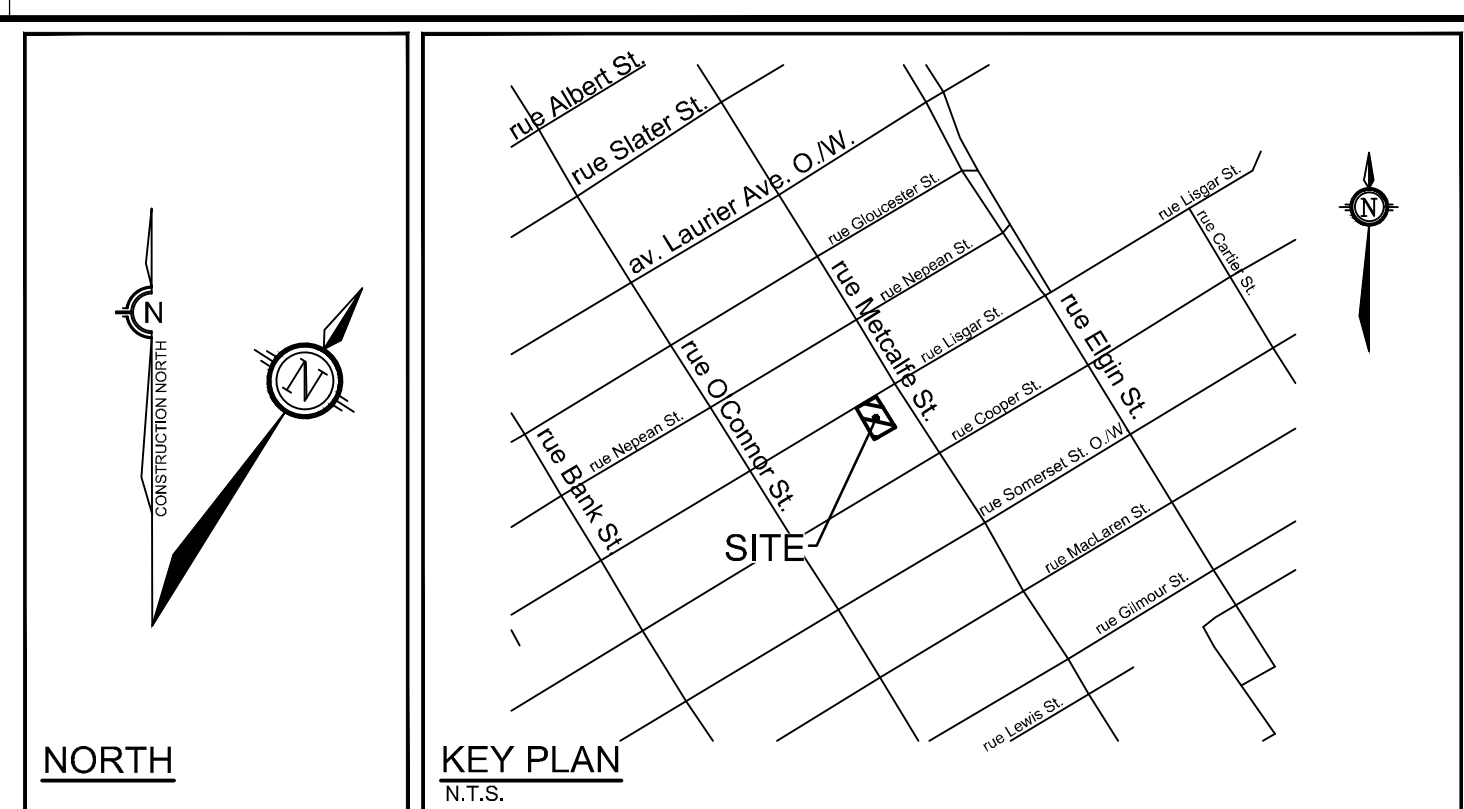 N
CONSTRUCTION NORTH
N
NORTH
rue Albert St.
rue Slater St.
av. Laurier Ave. O./W.
rue Gloucester St.
rue Nepean St.
rue Lisgar St.
rue Lisgar St.
rue Cartier St.
N
rue Metcalfe St.
rue Elgin St.
rue O'Connor St.
rue Nepean St.
rue Bank St.
rue Cooper St.
rue Somerset St. O./W.
SITE
rue MacLaren St.
rue Gilmour St.
rue Lewis St.
KEY PLAN
N.T.S.